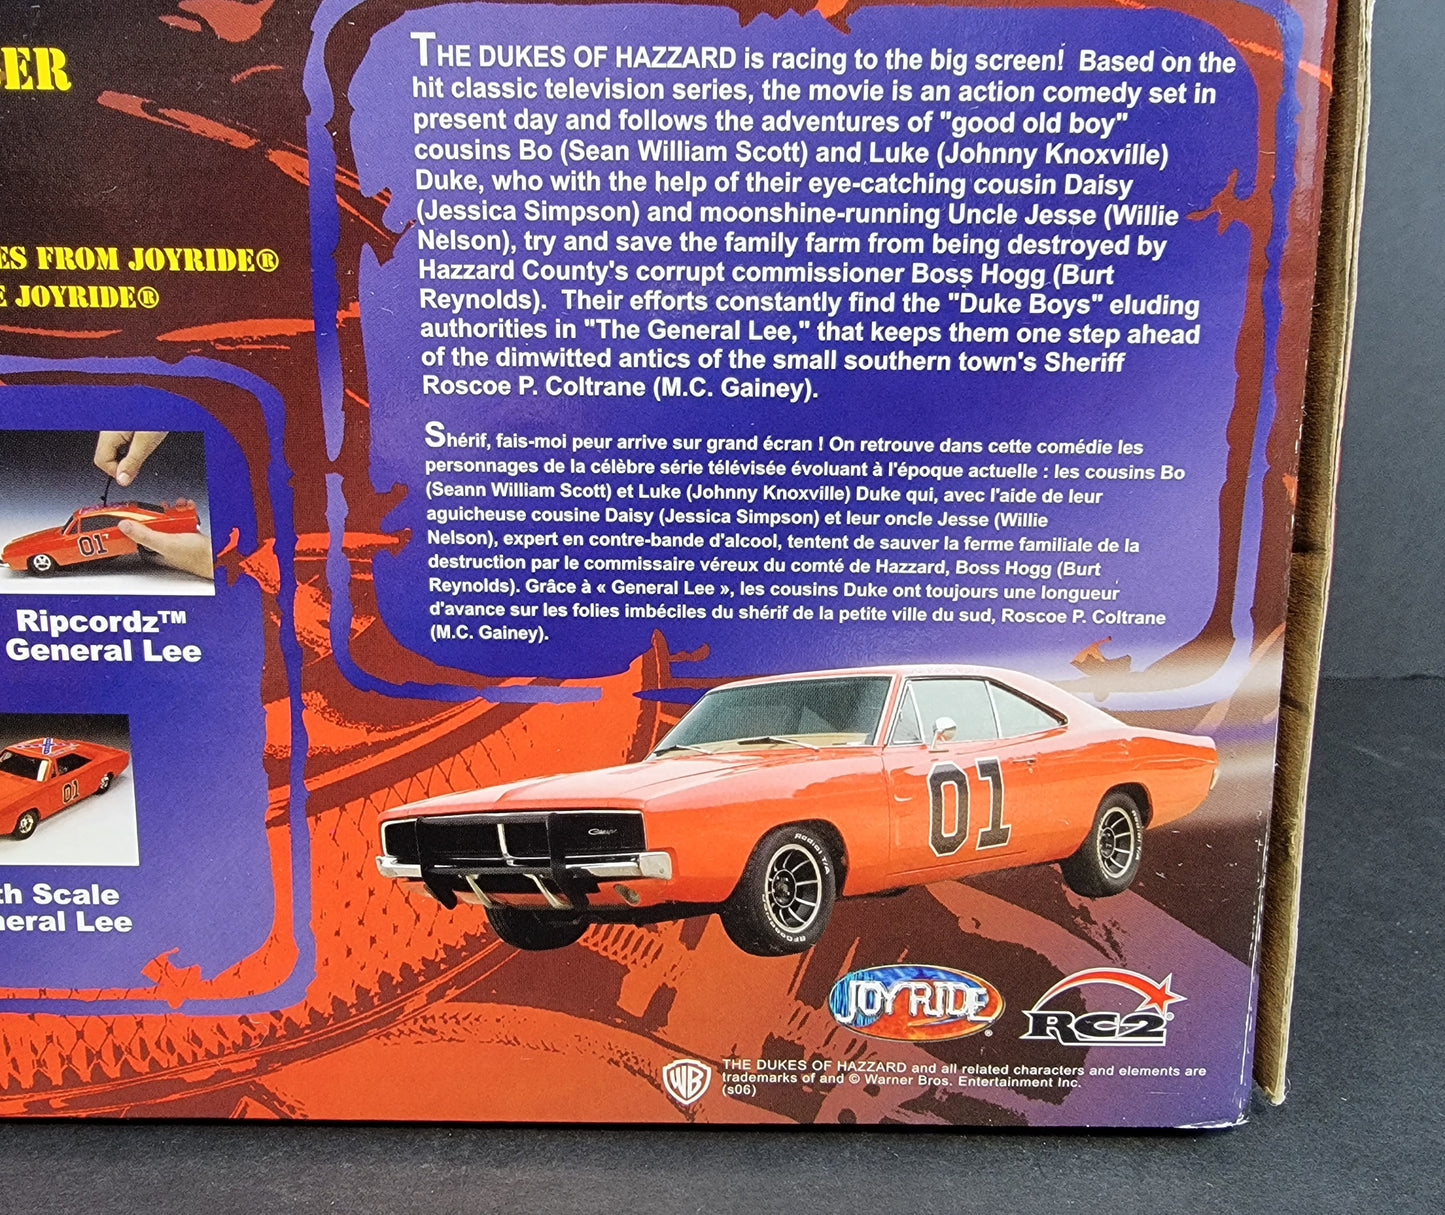 ER
ES FROM JOYRIDE®
E JOYRIDE®
THE DUKES OF HAZZARD is racing to the big screen! Based on the
hit classic television series, the movie is an action comedy set in
present day and follows the adventures of "good old boy"
cousins Bo (Sean William Scott) and Luke (Johnny Knoxville)
Duke, who with the help of their eye-catching cousin Daisy
(Jessica Simpson) and moonshine-running Uncle Jesse (Willie
Nelson), try and save the family farm from being destroyed by
Hazzard County's corrupt commissioner Boss Hogg (Burt
Reynolds). Their efforts constantly find the "Duke Boys" eluding
authorities in "The General Lee," that keeps them one step ahead
of the dimwitted antics of the small southern town's Sheriff
Roscoe P. Coltrane (M.C. Gainey).
Shérif, fais-moi peur arrive sur grand écran ! On retrouve dans cette comédie les
personnages de la célèbre série télévisée évoluant à l'époque actuelle : les cousins Bo
(Seann William Scott) et Luke (Johnny Knoxville) Duke qui, avec l'aide de leur
aguicheuse cousine Daisy (Jessica Simpson) et leur oncle Jesse (Willie
Nelson), expert en contre-bande d'alcool, tentent de sauver la ferme familiale de la
destruction par le commissaire véreux du comté de Hazzard, Boss Hogg (Burt
Reynolds). Grâce à « General Lee », les cousins Duke ont toujours une longueur
d'avance sur les folies imbéciles du shérif de la petite ville du sud, Roscoe P. Coltrane
(M.C. Gainey).
01
Ripcordz™
General Lee
01
th Scale
neral Lee
Charger
01
Radial T/A
BFGoodrich
JOYRIDE®
RC2®
WB
THE DUKES OF HAZZARD and all related characters and elements are
trademarks of and © Warner Bros. Entertainment Inc.
(s06)